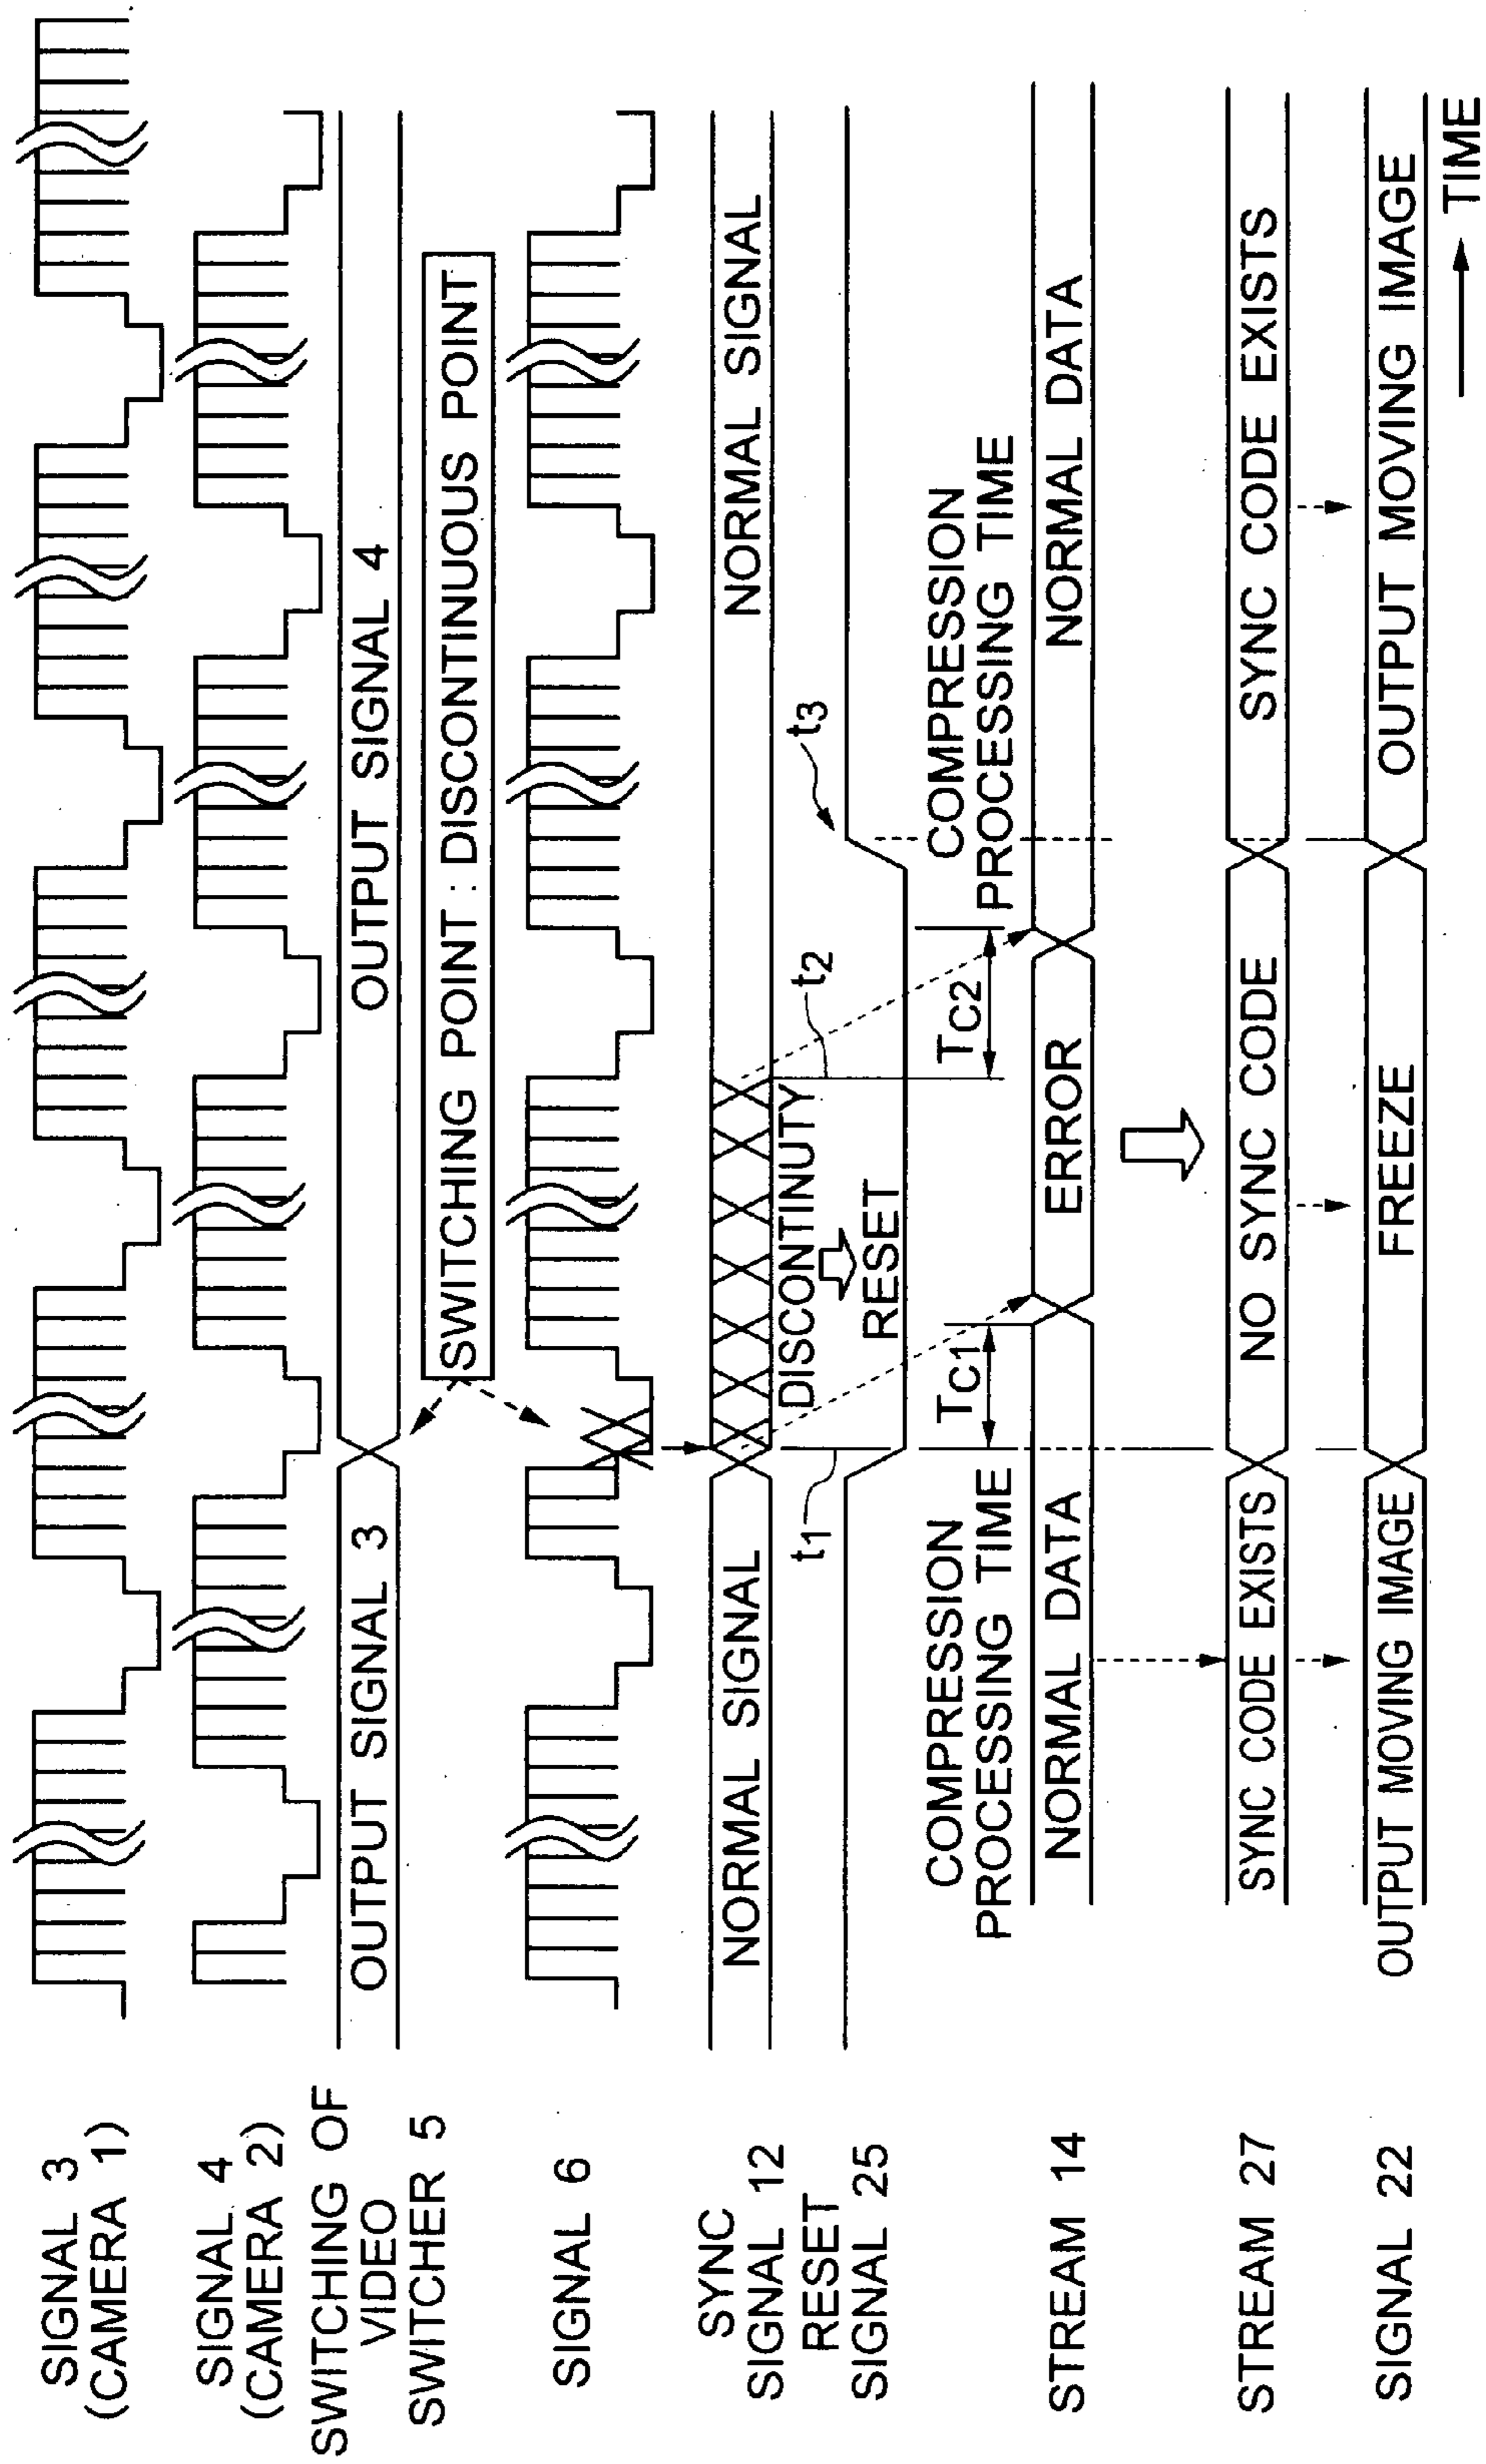 SIGNAL 3
(CAMERA 1)
SIGNAL 4
(CAMERA 2)
SWITCHING OF
VIDEO
SWITCHER 5
OUTPUT SIGNAL 3
OUTPUT SIGNAL 4
SWITCHING POINT : DISCONTINUOUS POINT
SIGNAL 6
SYNC
SIGNAL 12
NORMAL SIGNAL
NORMAL SIGNAL
DISCONTINUTY
RESET
SIGNAL 25
t1
RESET
t2
t3
COMPRESSION
PROCESSING TIME
TC1
TC2
COMPRESSION
PROCESSING TIME
STREAM 14
NORMAL DATA
ERROR
NORMAL DATA
STREAM 27
SYNC CODE EXISTS
NO SYNC CODE
SYNC CODE EXISTS
SIGNAL 22
OUTPUT MOVING IMAGE
FREEZE
OUTPUT MOVING IMAGE
TIME